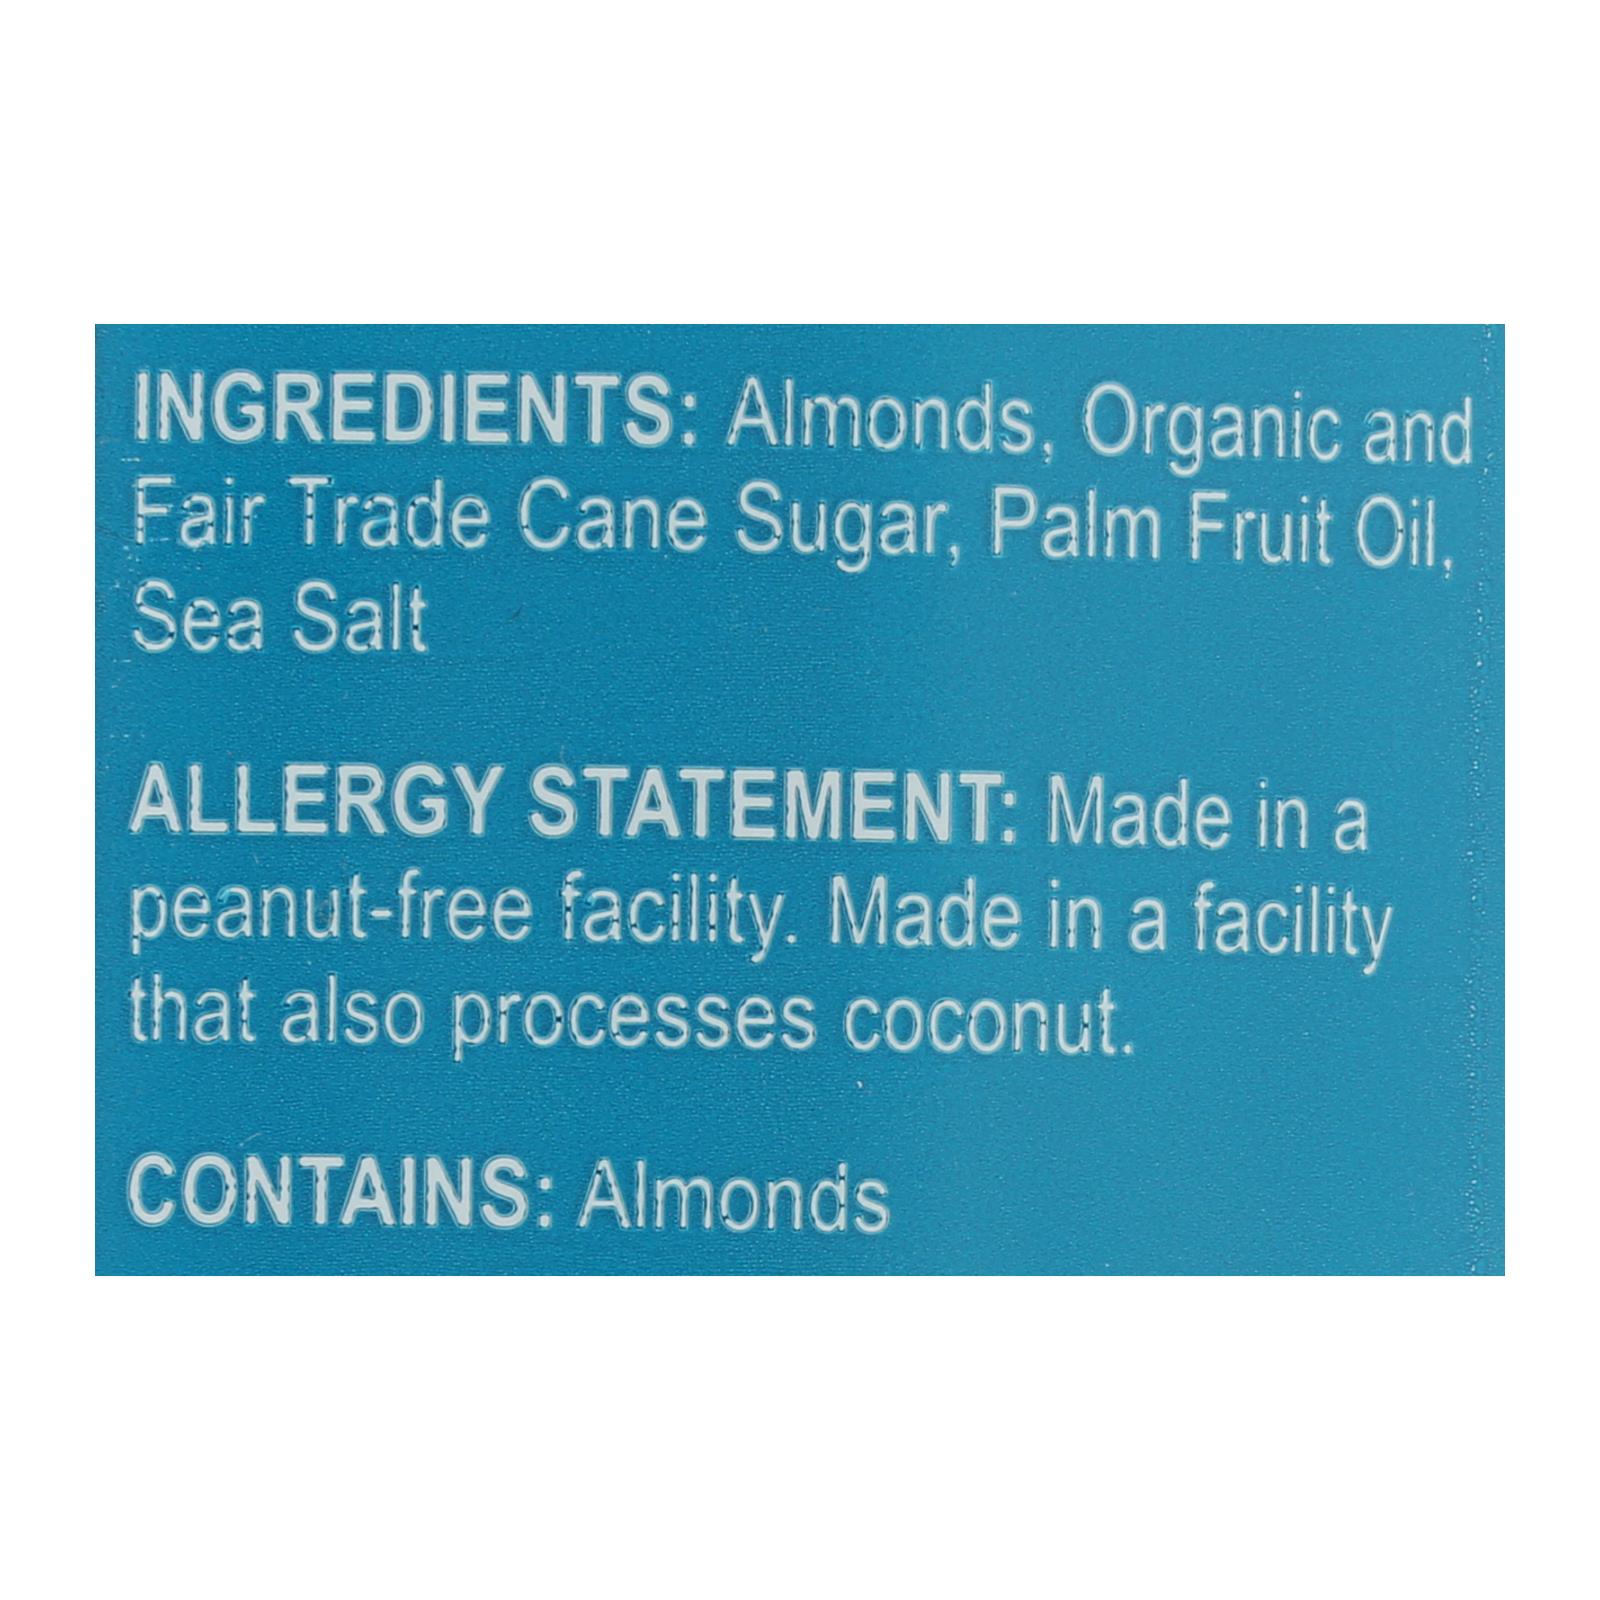 INGREDIENTS: Almonds, Organic and
Fair Trade Cane Sugar, Palm Fruit Oil,
Sea Salt
ALLERGY STATEMENT: Made in a
peanut-free facility. Made in a facility
that also processes coconut.
CONTAINS: Almonds